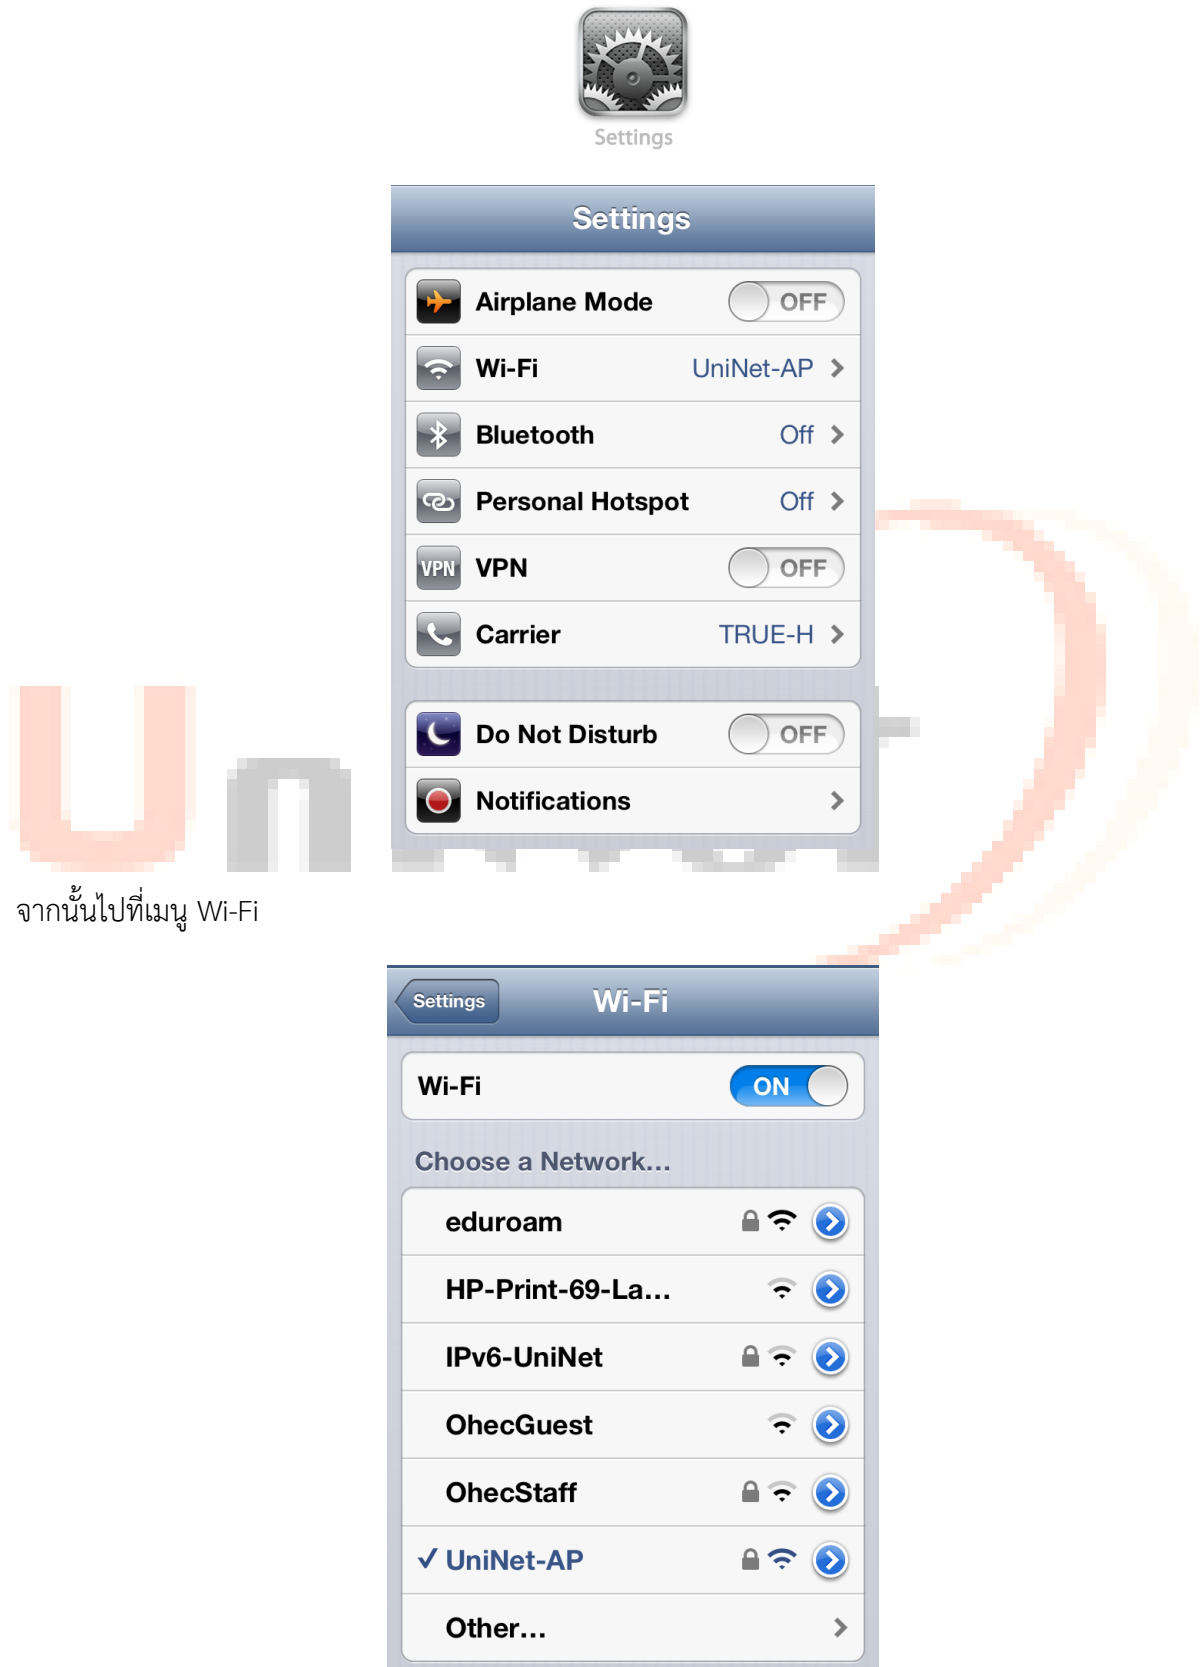 Settings
Settings
Airplane Mode OFF
Wi-Fi UniNet-AP
Bluetooth Off
Personal Hotspot Off
VPN VPN OFF
Carrier TRUE-H
Do Not Disturb OFF
Notifications
จากนั้นไปที่เมนู Wi-Fi
Settings Wi-Fi
Wi-Fi ON
Choose a Network...
eduroam
HP-Print-69-La...
IPv6-UniNet
OhecGuest
OhecStaff
UniNet-AP
Other...